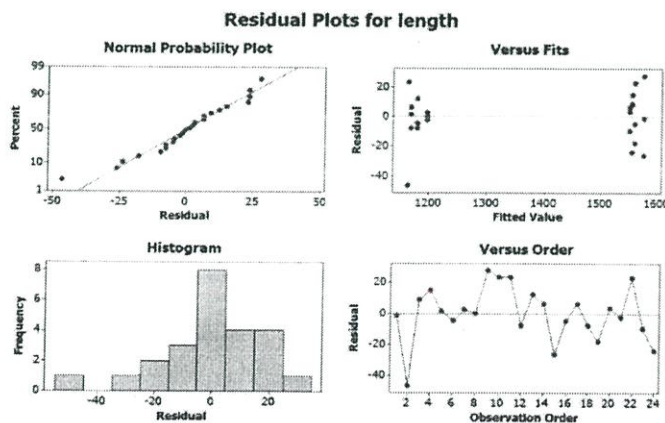 Residual Plots for length
Normal Probability Plot
Versus Fits
99
90
50
10
1
Percent
-50 -25 0 25 50
Residual
20
0
-20
-40
Residual
1200 1300 1400 1500 1600
Fitted Value
Histogram
Versus Order
8
6
4
2
0
Frequency
-40 -20 0 20
Residual
20
0
-20
-40
Residual
2 4 6 8 10 12 14 16 18 20 22 24
Observation Order